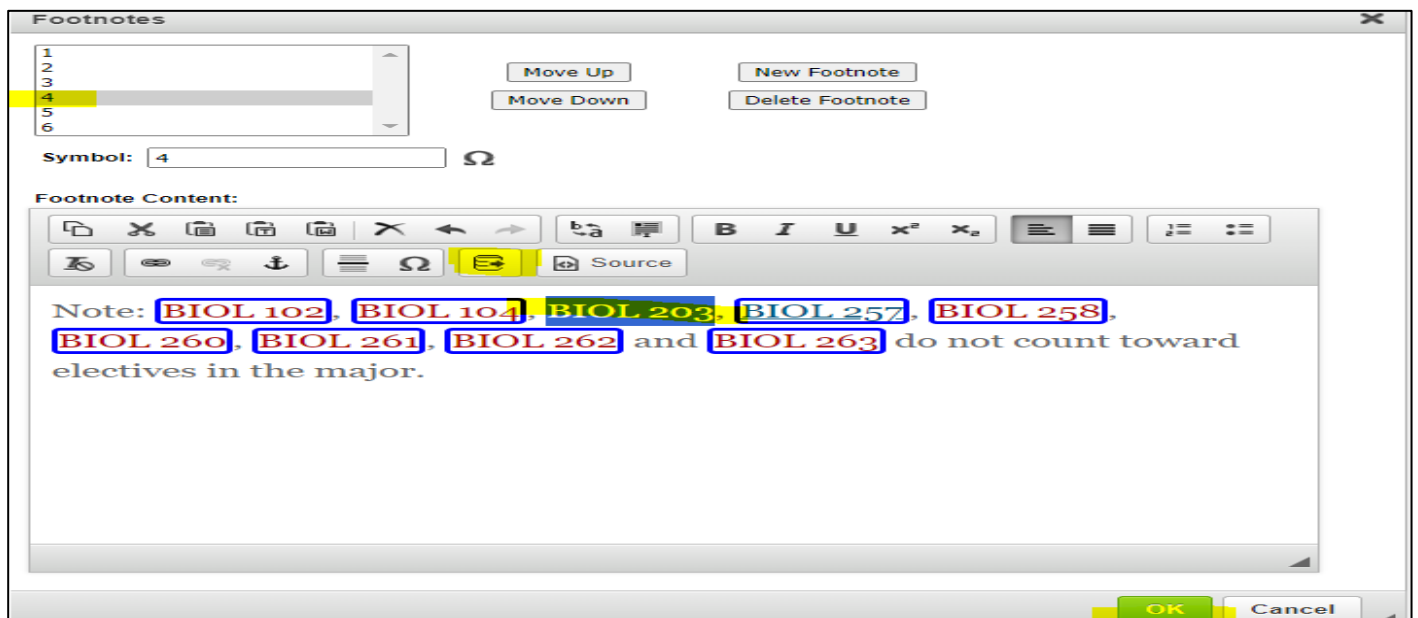 Footnotes
1
2
3
4
5
6
Move Up
New Footnote
Move Down
Delete Footnote
Symbol: 4 Ω
Footnote Content:
B I U x² x₂
Ω Source
Note: BIOL 102, BIOL 104, BIOL 203, BIOL 257, BIOL 258,
BIOL 260, BIOL 261, BIOL 262 and BIOL 263 do not count toward
electives in the major.
OK Cancel